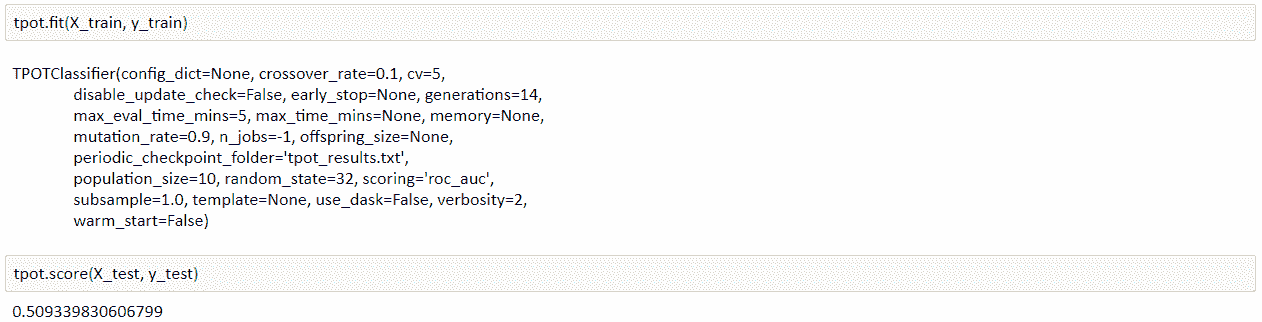 tpot.fit(X_train, y_train)
TPOTClassifier(config_dict=None, crossover_rate=0.1, cv=5,
disable_update_check=False, early_stop=None, generations=14,
max_eval_time_mins=5, max_time_mins=None, memory=None,
mutation_rate=0.9, n_jobs=-1, offspring_size=None,
periodic_checkpoint_folder='tpot_results.txt',
population_size=10, random_state=32, scoring='roc_auc',
subsample=1.0, template=None, use_dask=False, verbosity=2,
warm_start=False)
tpot.score(X_test, y_test)
0.509339830606799